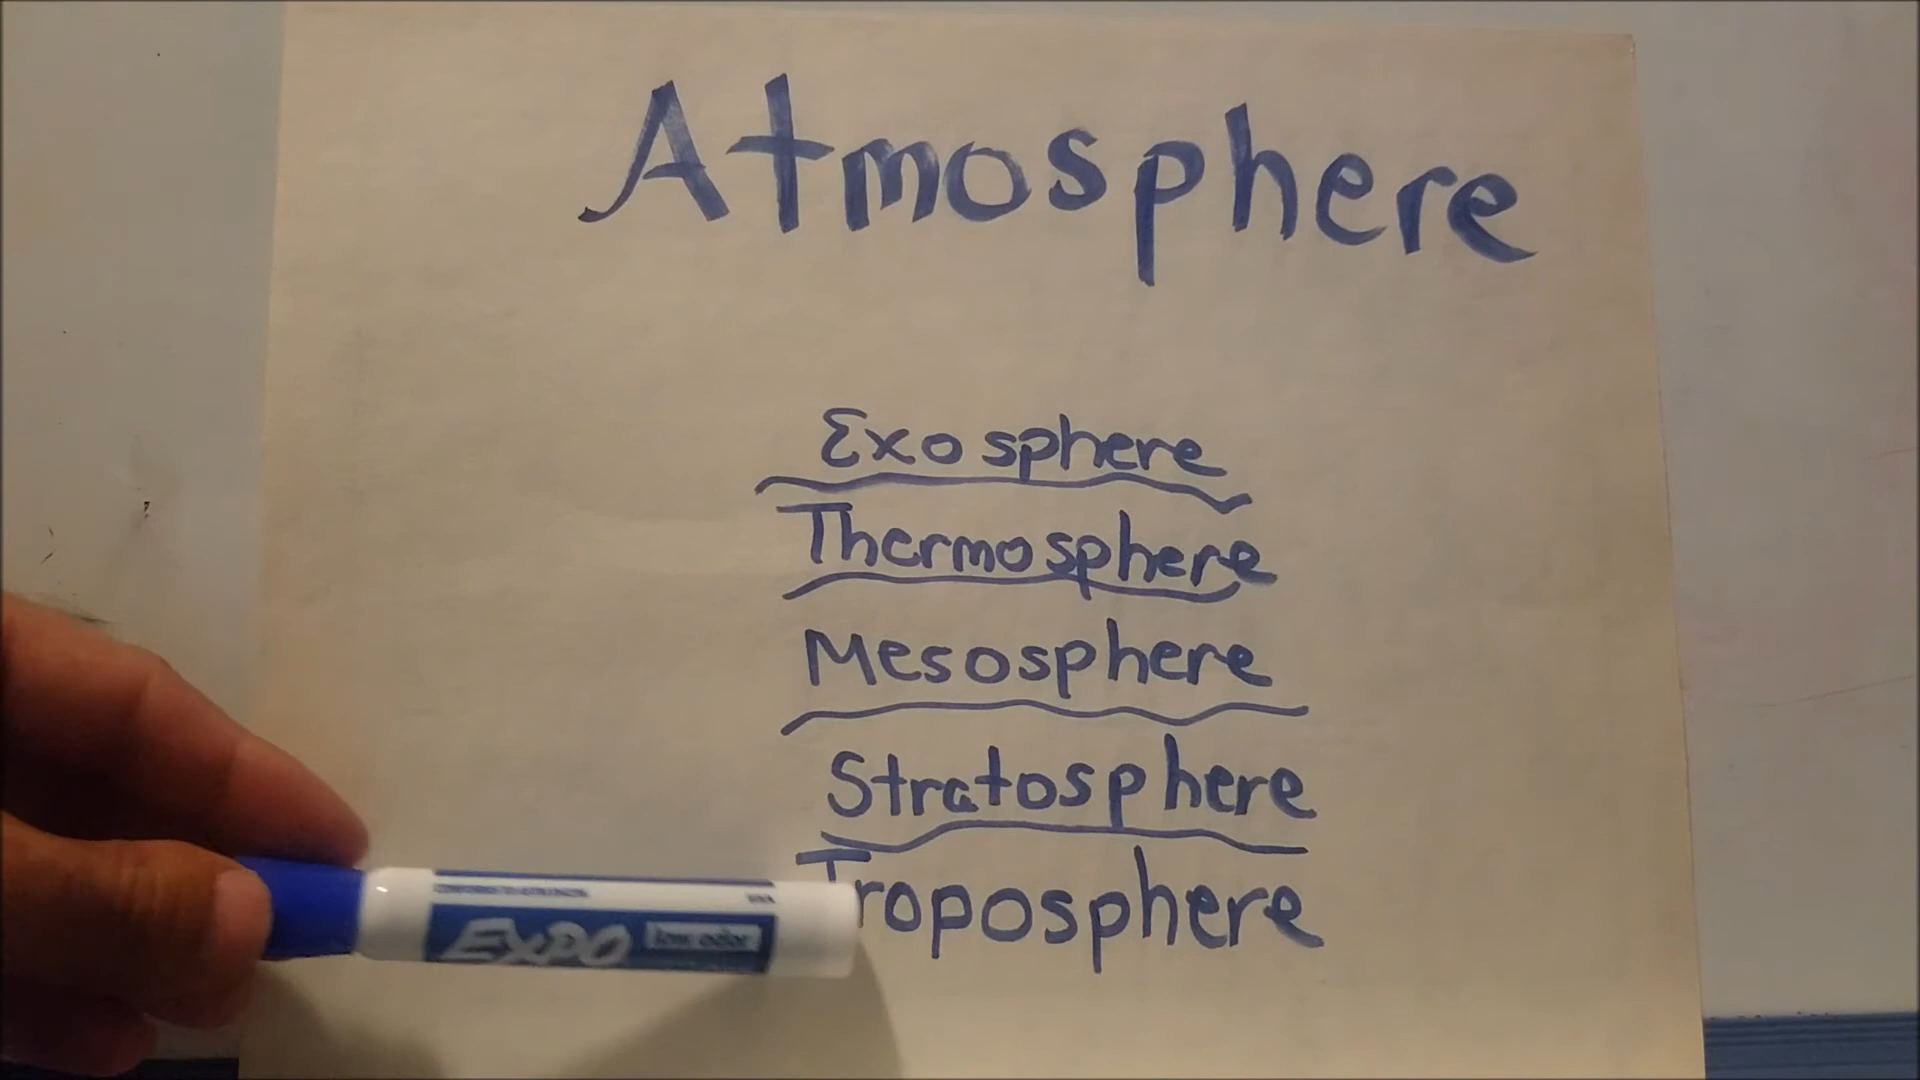 Atmosphere
Exosphere
Thermosphere
Mesosphere
Stratosphere
Troposphere
EXPO low odor